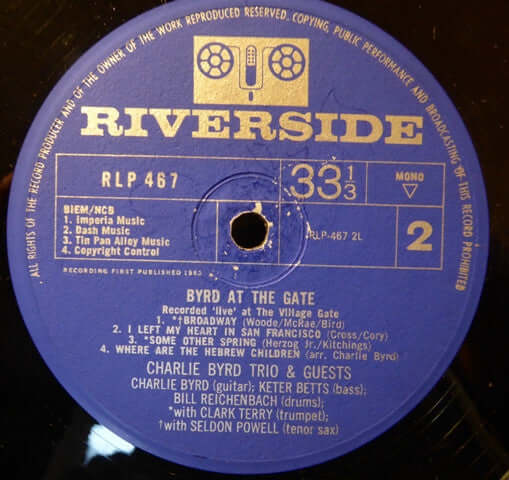 ALL RIGHTS OF THE RECORD PRODUCER AND OF THE OWNER OF THE WORK REPRODUCED RESERVED. COPYING, PUBLIC PERFORMANCE AND BROADCASTING OF THIS RECORD PROHIBITED
RIVERSIDE
RLP 467
33 1/3
MONO
BIEM/NCB
1. Imperia Music
2. Dash Music
3. Tin Pan Alley Music
4. Copyright Control
RLP-467 2L
2
RECORDING FIRST PUBLISHED 1963
BYRD AT THE GATE
Recorded 'live' at The Village Gate
1. *†BROADWAY (Woode/McRae/Bird)
2. I LEFT MY HEART IN SAN FRANCISCO (Cross/Cory)
3. *SOME OTHER SPRING (Herzog Jr./Kitchings)
4. WHERE ARE THE HEBREW CHILDREN (arr. Charlie Byrd)
CHARLIE BYRD TRIO & GUESTS
CHARLIE BYRD (guitar); KETER BETTS (bass);
BILL REICHENBACH (drums);
*with CLARK TERRY (trumpet);
†with SELDON POWELL (tenor sax)